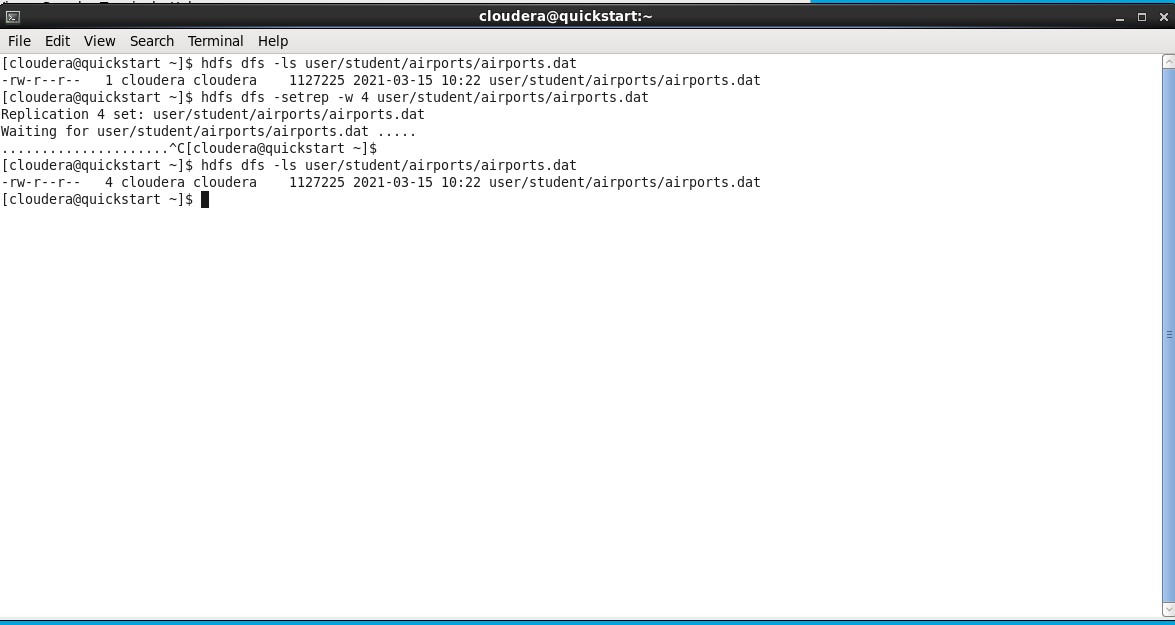 cloudera@quickstart:~
File Edit View Search Terminal Help
[cloudera@quickstart ~]$ hdfs dfs -ls user/student/airports/airports.dat
-rw-r--r--   1 cloudera cloudera    1127225 2021-03-15 10:22 user/student/airports/airports.dat
[cloudera@quickstart ~]$ hdfs dfs -setrep -w 4 user/student/airports/airports.dat
Replication 4 set: user/student/airports/airports.dat
Waiting for user/student/airports/airports.dat .....
.....................^C[cloudera@quickstart ~]$
[cloudera@quickstart ~]$ hdfs dfs -ls user/student/airports/airports.dat
-rw-r--r--   4 cloudera cloudera    1127225 2021-03-15 10:22 user/student/airports/airports.dat
[cloudera@quickstart ~]$